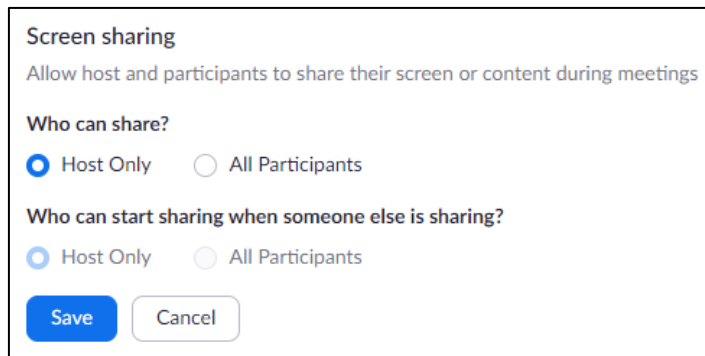 Screen sharing
Allow host and participants to share their screen or content during meetings
Who can share?
Host Only All Participants
Who can start sharing when someone else is sharing?
Host Only All Participants
Save Cancel